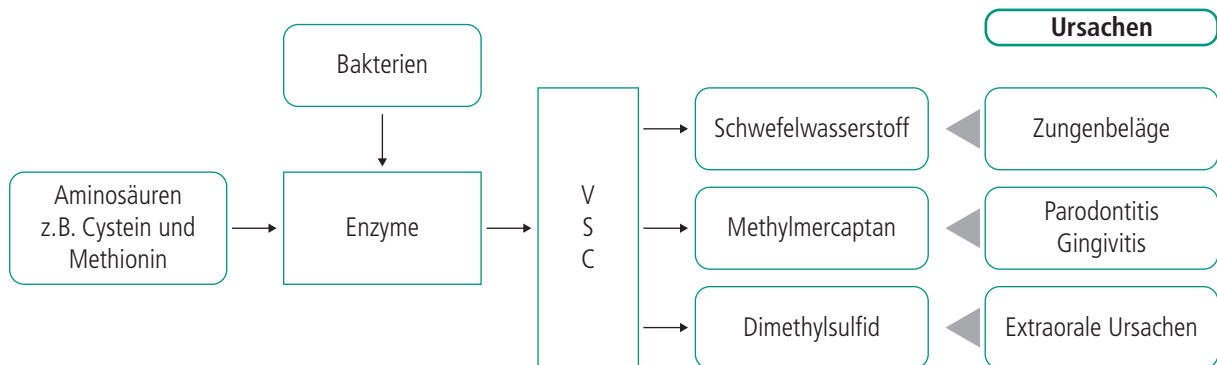 Ursachen
Bakterien
Schwefelwasserstoff
Zungenbeläge
Aminosäuren
z.B. Cystein und
Methionin
Enzyme
V
S
C
Methylmercaptan
Parodontitis
Gingivitis
Dimethylsulfid
Extraorale Ursachen